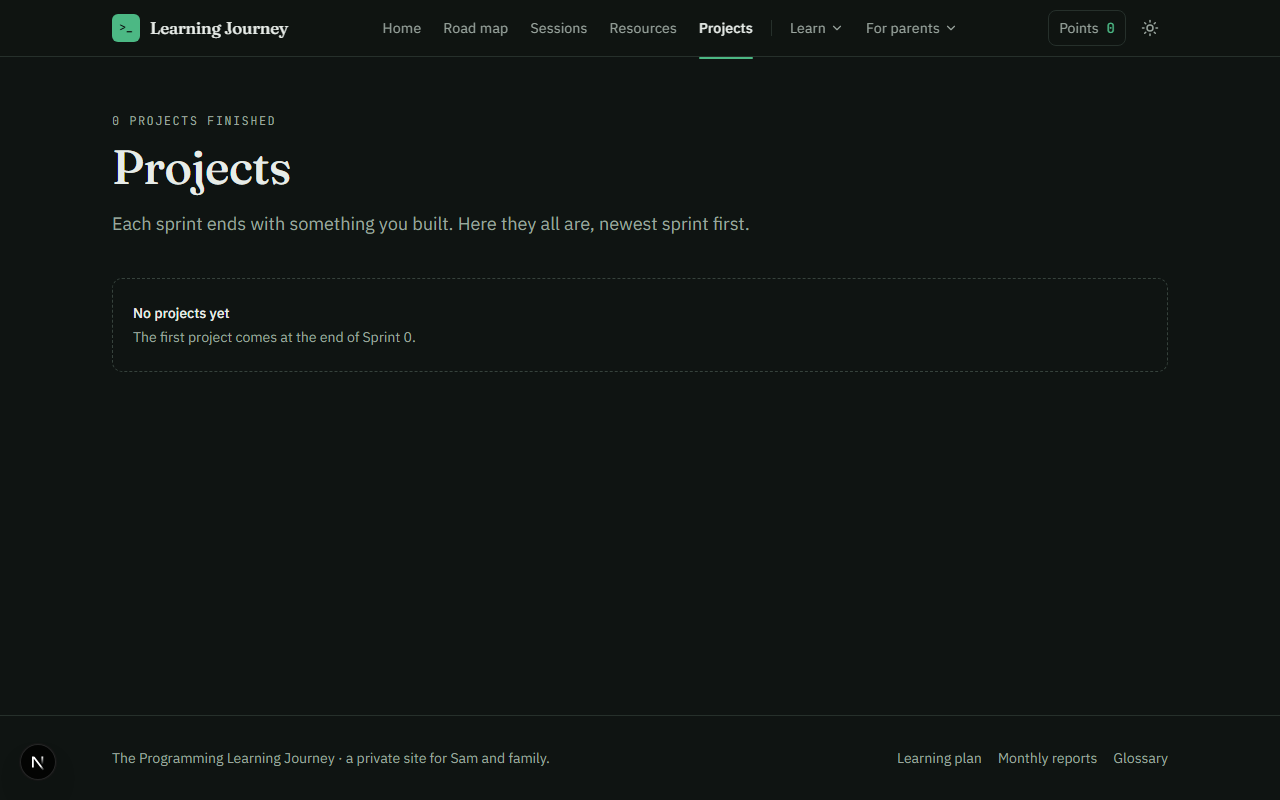 >_ Learning Journey Home Road map Sessions Resources Projects Learn For parents Points 0
0 PROJECTS FINISHED
Projects
Each sprint ends with something you built. Here they all are, newest sprint first.
No projects yet
The first project comes at the end of Sprint 0.
The Programming Learning Journey · a private site for Sam and family. Learning plan Monthly reports Glossary
N